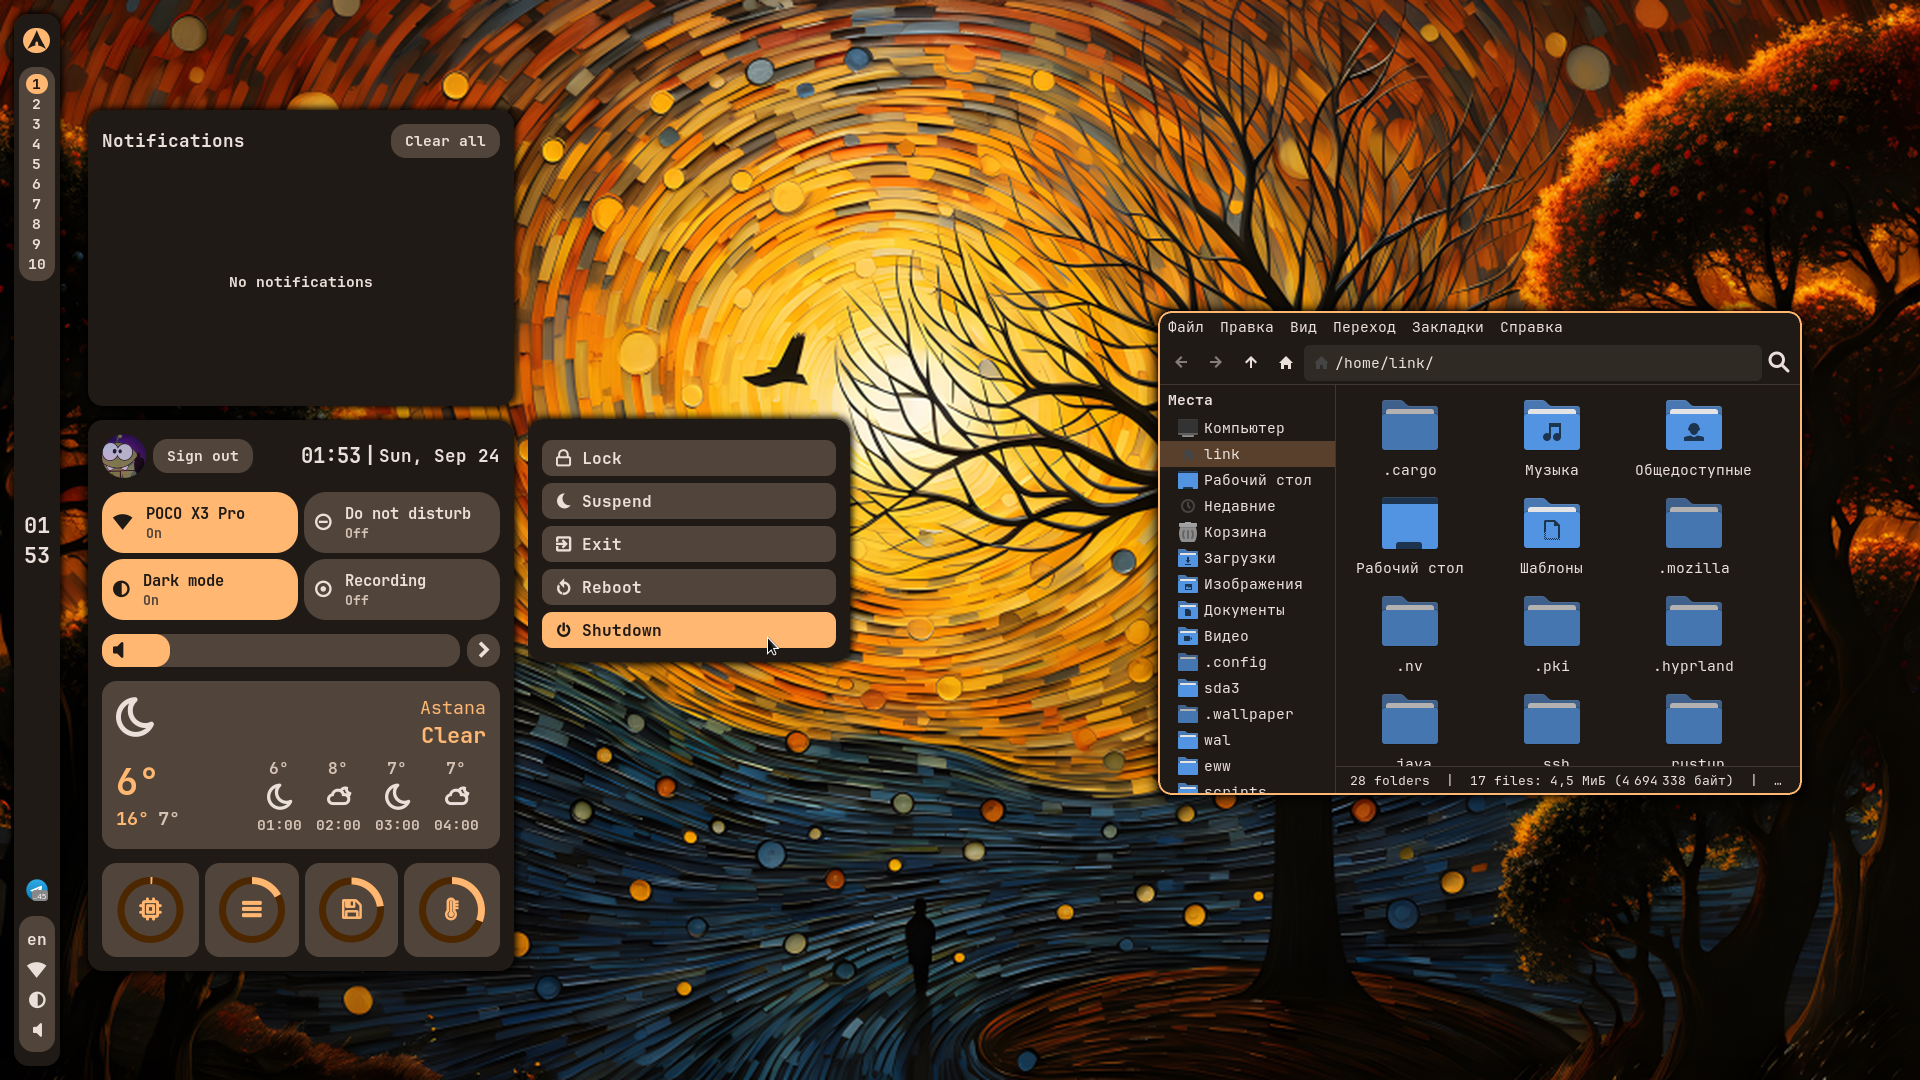 1
2
3
4
5
6
7
8
9
10
01
53
en
Notifications
Clear all
No notifications
Sign out
01:53 | Sun, Sep 24
POCO X3 Pro
On
Do not disturb
Off
Dark mode
On
Recording
Off
Astana
Clear
6°
16° 7°
6° 8° 7° 7°
01:00 02:00 03:00 04:00
Lock
Suspend
Exit
Reboot
Shutdown
Файл Правка Вид Переход Закладки Справка
/home/link/
Места
Компьютер
link
Рабочий стол
Недавние
Корзина
Загрузки
Изображения
Документы
Видео
.config
sda3
.wallpaper
wal
eww
scripts
.cargo Музыка Общедоступные
Рабочий стол Шаблоны .mozilla
.nv .pki .hyprland
.java .ssh .rustup
28 folders | 17 files: 4,5 МиБ (4 694 338 байт) | …